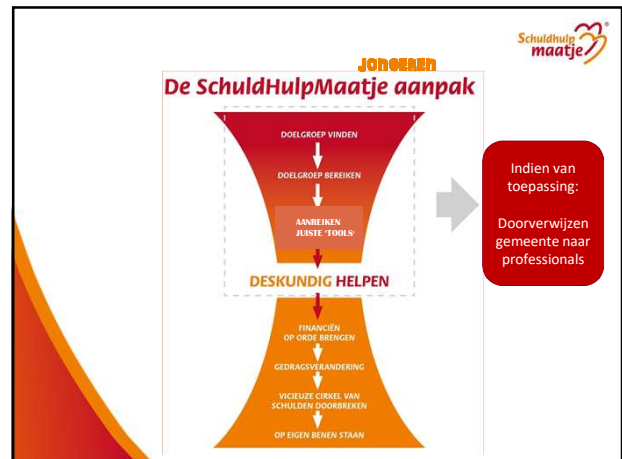 Schuldhulp
maatje
JONGEREN
De SchuldHulpMaatje aanpak
DOELGROEP VINDEN
DOELGROEP BEREIKEN
AANREIKEN
JUISTE 'TOOLS'
DESKUNDIG HELPEN
FINANCIËN
OP ORDE BRENGEN
GEDRAGSVERANDERING
VICIEUZE CIRKEL VAN
SCHULDEN DOORBREKEN
OP EIGEN BENEN STAAN
Indien van
toepassing:
Doorverwijzen
gemeente naar
professionals